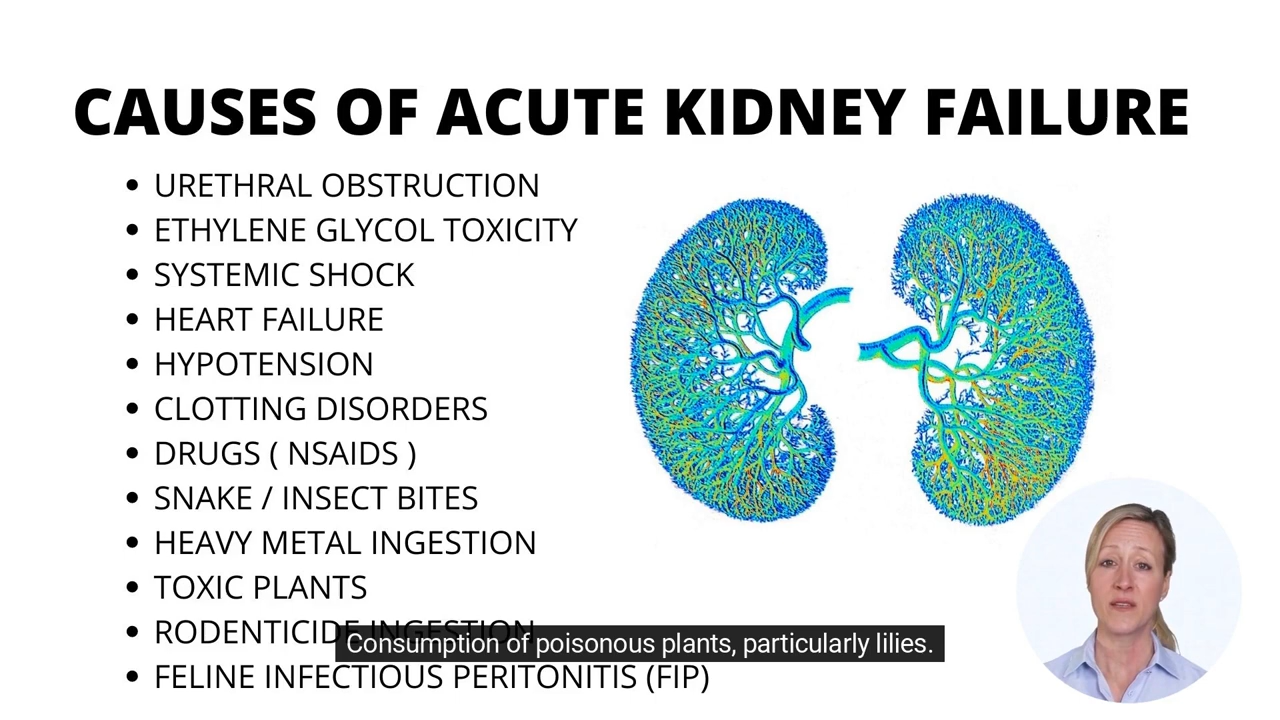 CAUSES OF ACUTE KIDNEY FAILURE
• URETHRAL OBSTRUCTION
• ETHYLENE GLYCOL TOXICITY
• SYSTEMIC SHOCK
• HEART FAILURE
• HYPOTENSION
• CLOTTING DISORDERS
• DRUGS ( NSAIDS )
• SNAKE / INSECT BITES
• HEAVY METAL INGESTION
• TOXIC PLANTS
• RODENTICIDE INGESTION
Consumption of poisonous plants, particularly lilies.
• FELINE INFECTIOUS PERITONITIS (FIP)